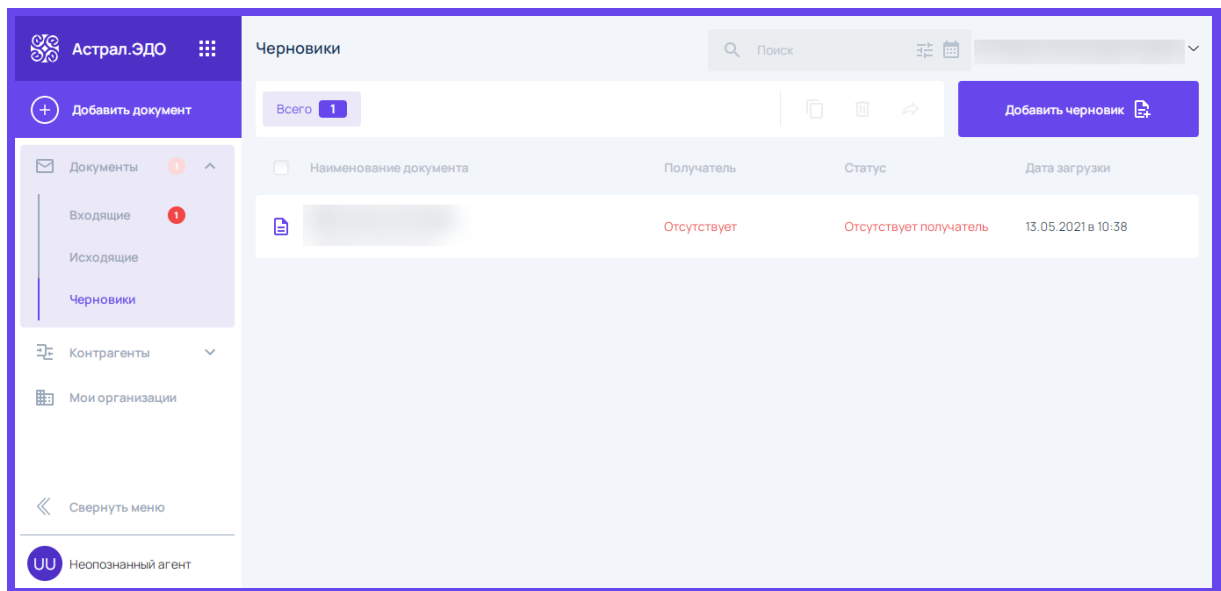 Астрал.ЭДО
Добавить документ
Документы 1
Входящие 1
Исходящие
Черновики
Контрагенты
Мои организации
Свернуть меню
UU Неопознанный агент
Черновики
Поиск
Всего 1
Добавить черновик
Наименование документа Получатель Статус Дата загрузки
Отсутствует Отсутствует получатель 13.05.2021 в 10:38